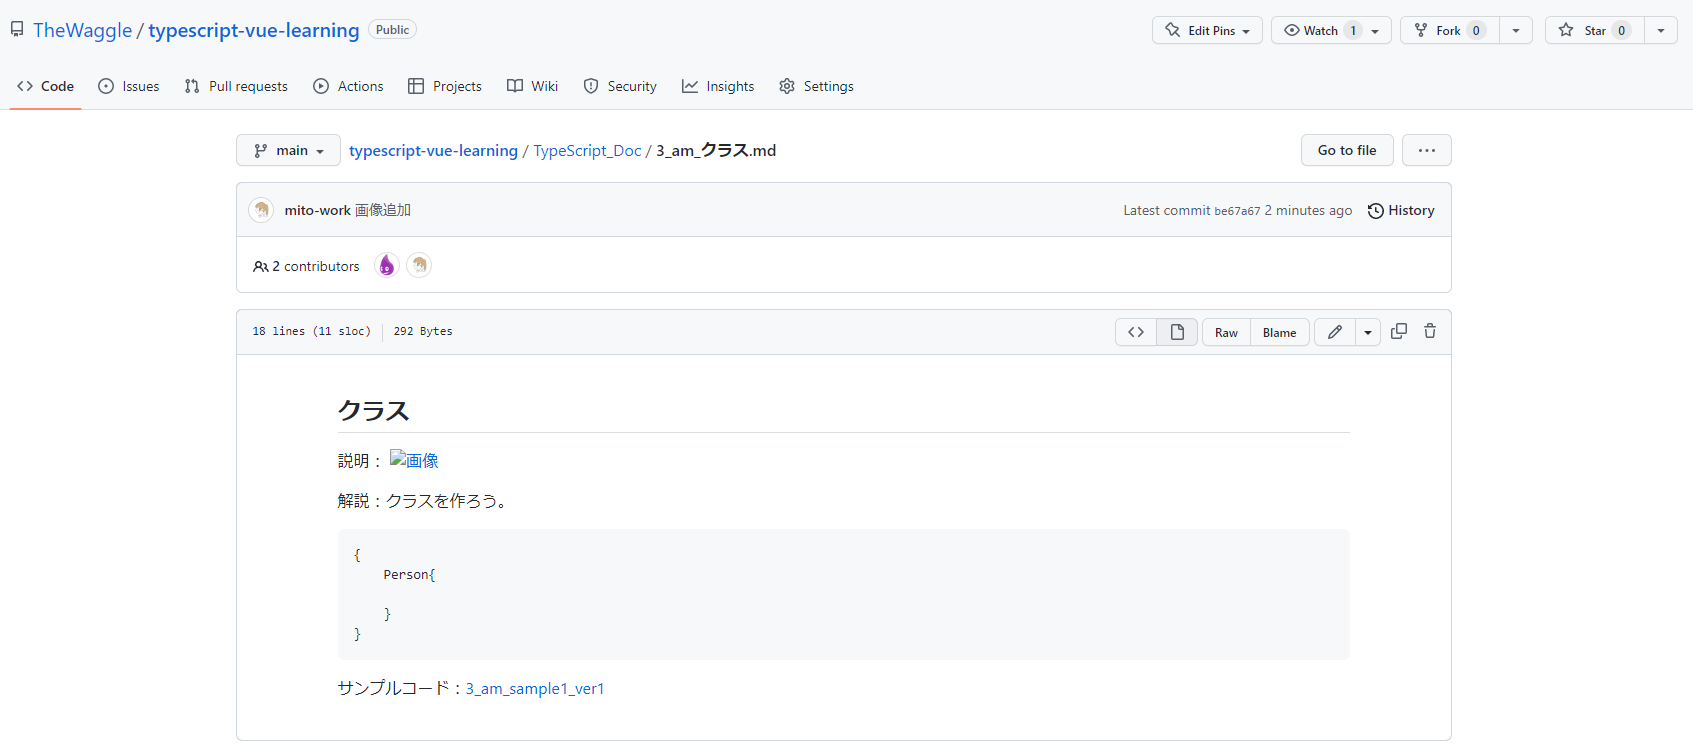 TheWaggle / typescript-vue-learning Public Edit Pins Watch 1 Fork 0 Star 0
Code Issues Pull requests Actions Projects Wiki Security Insights Settings
main typescript-vue-learning / TypeScript_Doc / 3_am_クラス.md Go to file ...
mito-work 画像追加 Latest commit be67a67 2 minutes ago History
2 contributors
18 lines (11 sloc) 292 Bytes <> Raw Blame
クラス
説明： 画像
解説：クラスを作ろう。
{
Person{
}
}
サンプルコード：3_am_sample1_ver1